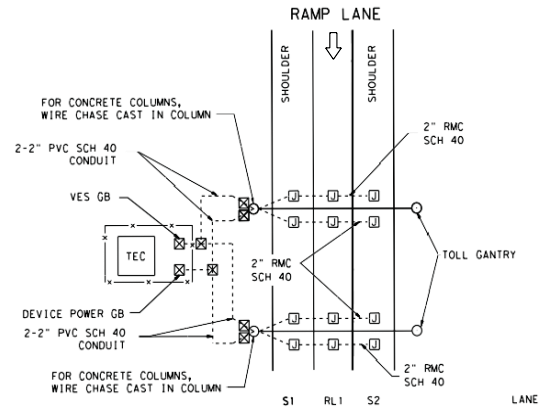 RAMP LANE
SHOULDER
SHOULDER
FOR CONCRETE COLUMNS,
WIRE CHASE CAST IN COLUMN
2" RMC
SCH 40
2-2" PVC SCH 40
CONDUIT
VES GB
J
J
J
J
J
J
TEC
2" RMC
SCH 40
TOLL GANTRY
DEVICE POWER GB
2-2" PVC SCH 40
CONDUIT
J
J
J
J
J
J
FOR CONCRETE COLUMNS,
WIRE CHASE CAST IN COLUMN
2" RMC
SCH 40
S1 RL1 S2 LANE